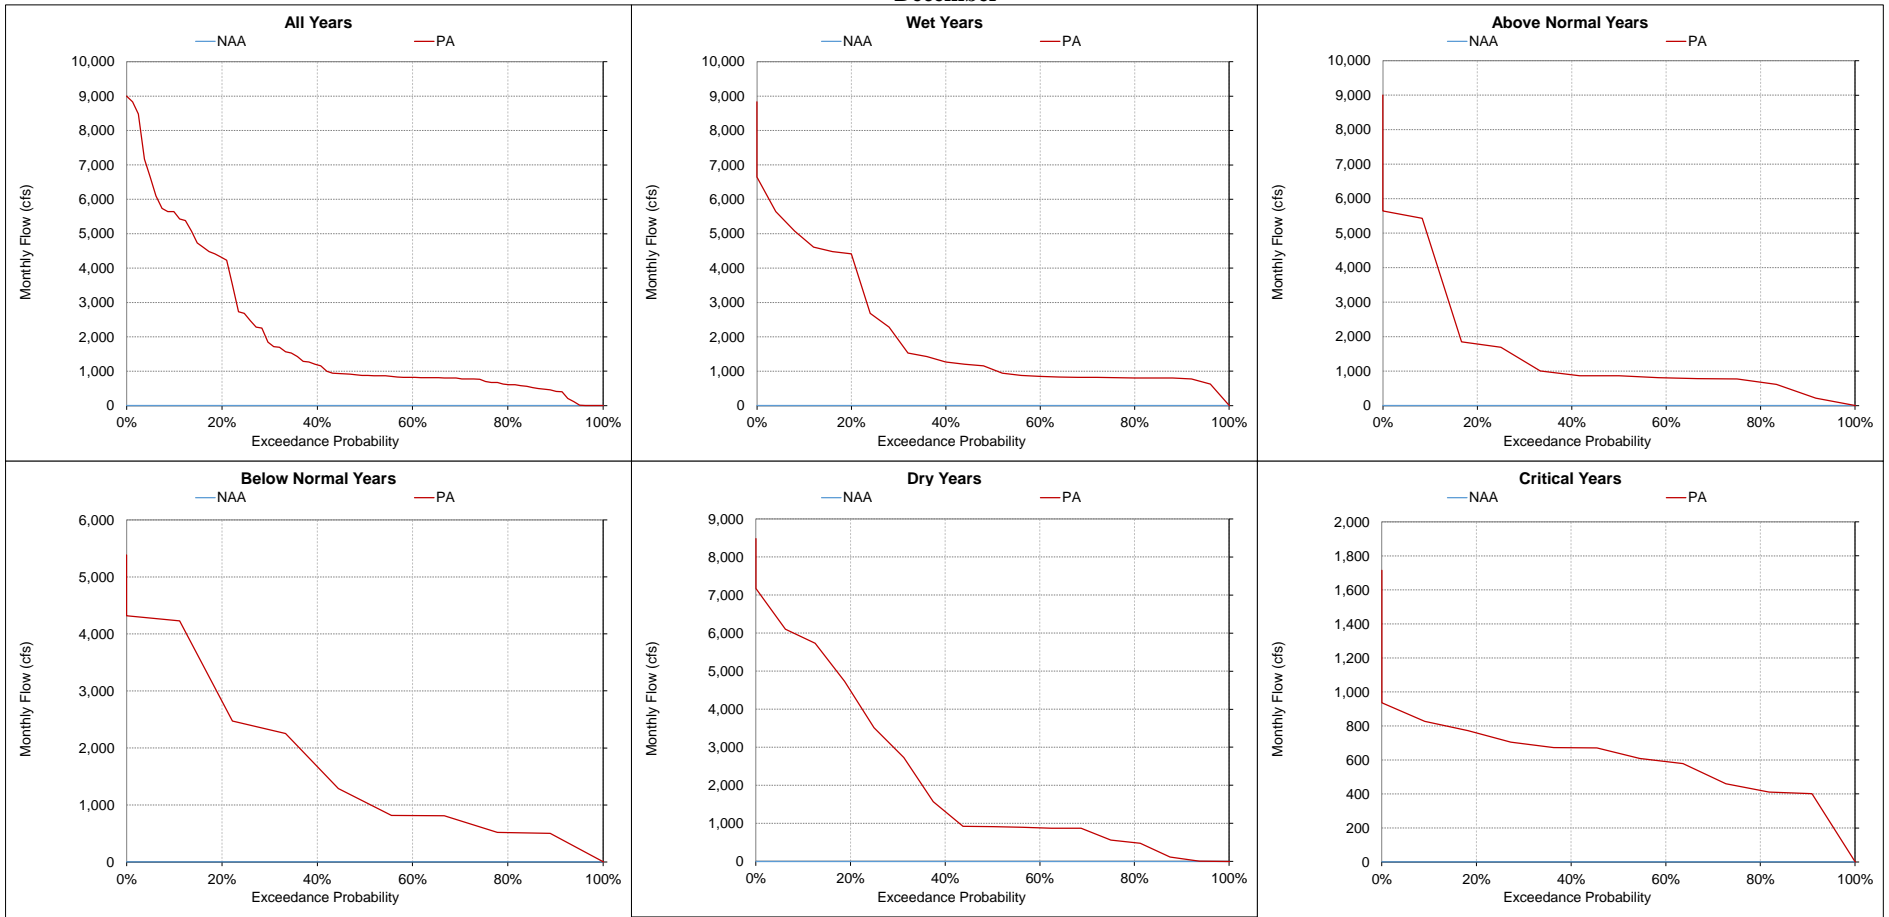 December
All Years
NAA PA
10,000
9,000
8,000
7,000
6,000
5,000
4,000
3,000
2,000
1,000
0
Monthly Flow (cfs)
0% 20% 40% 60% 80% 100%
Exceedance Probability
Wet Years
NAA PA
10,000
9,000
8,000
7,000
6,000
5,000
4,000
3,000
2,000
1,000
0
Monthly Flow (cfs)
0% 20% 40% 60% 80% 100%
Exceedance Probability
Above Normal Years
NAA PA
10,000
9,000
8,000
7,000
6,000
5,000
4,000
3,000
2,000
1,000
0
Monthly Flow (cfs)
0% 20% 40% 60% 80% 100%
Exceedance Probability
Below Normal Years
NAA PA
6,000
5,000
4,000
3,000
2,000
1,000
0
Monthly Flow (cfs)
0% 20% 40% 60% 80% 100%
Exceedance Probability
Dry Years
NAA PA
9,000
8,000
7,000
6,000
5,000
4,000
3,000
2,000
1,000
0
Monthly Flow (cfs)
0% 20% 40% 60% 80% 100%
Exceedance Probability
Critical Years
NAA PA
2,000
1,800
1,600
1,400
1,200
1,000
800
600
400
200
0
Monthly Flow (cfs)
0% 20% 40% 60% 80% 100%
Exceedance Probability